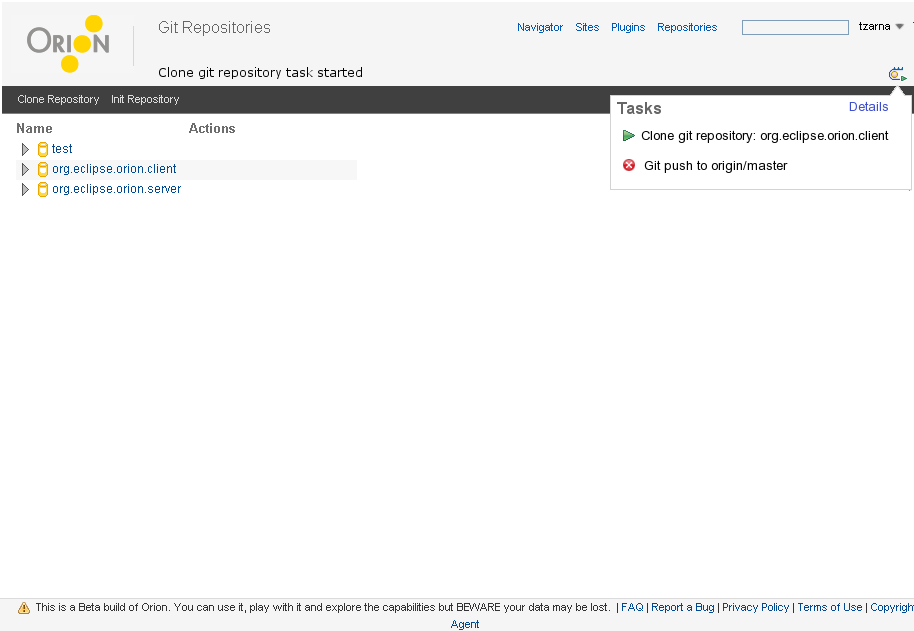 ORION
Git Repositories
Navigator Sites Plugins Repositories
tzarna
Clone git repository task started
Clone Repository Init Repository
Tasks Details
Clone git repository: org.eclipse.orion.client
Git push to origin/master
Name Actions
test
org.eclipse.orion.client
org.eclipse.orion.server
This is a Beta build of Orion. You can use it, play with it and explore the capabilities but BEWARE your data may be lost. | FAQ | Report a Bug | Privacy Policy | Terms of Use | Copyright
Agent